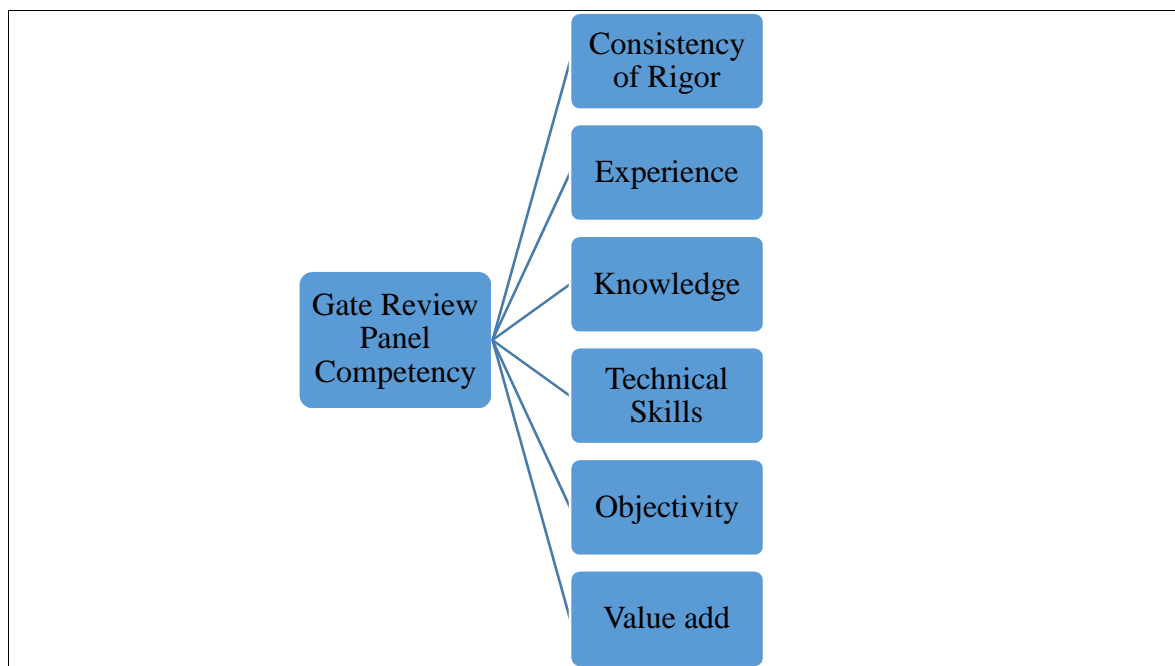 Consistency
of Rigor
Experience
Knowledge
Gate Review
Panel
Competency
Technical
Skills
Objectivity
Value add